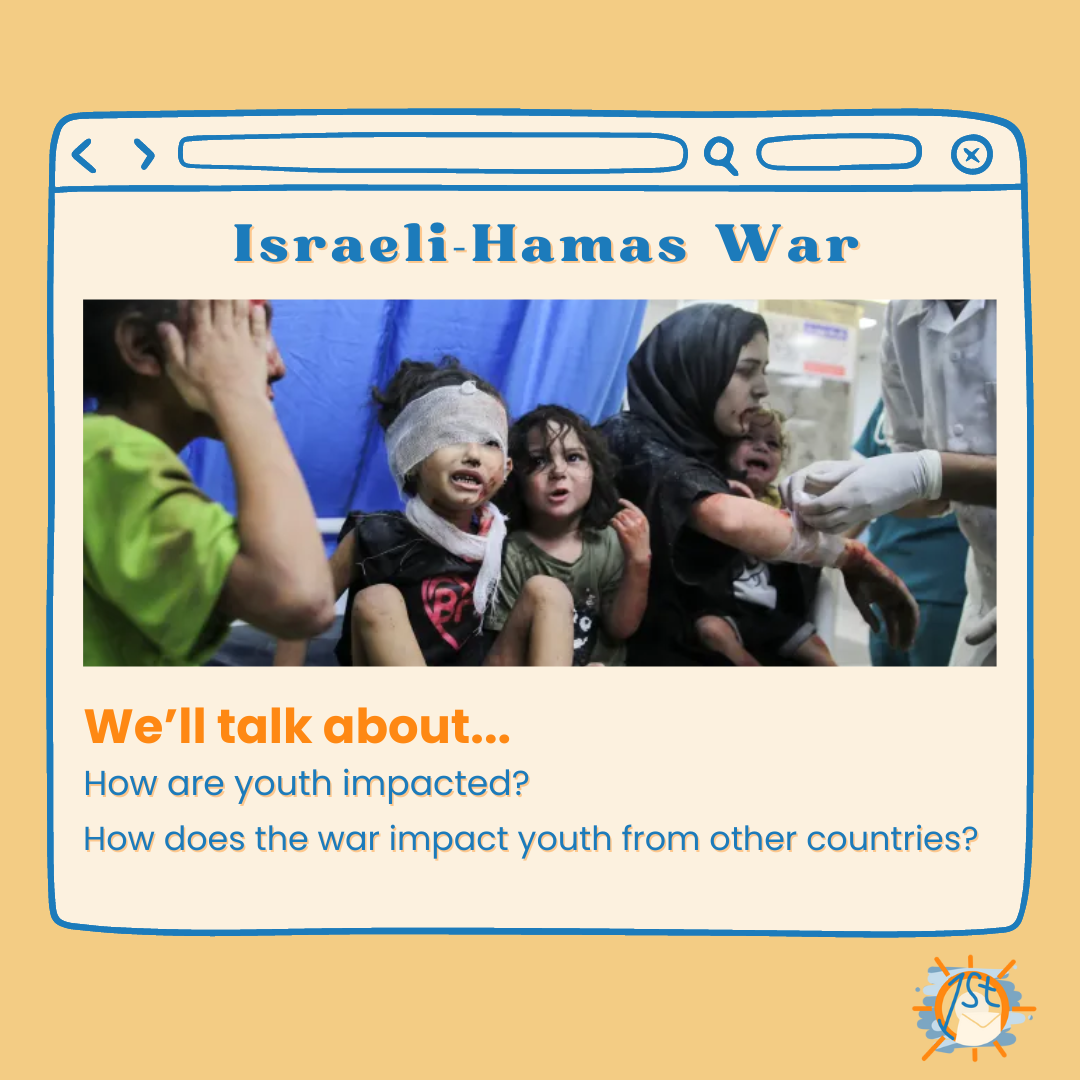 Israeli-Hamas War
We’ll talk about...
How are youth impacted?
How does the war impact youth from other countries?